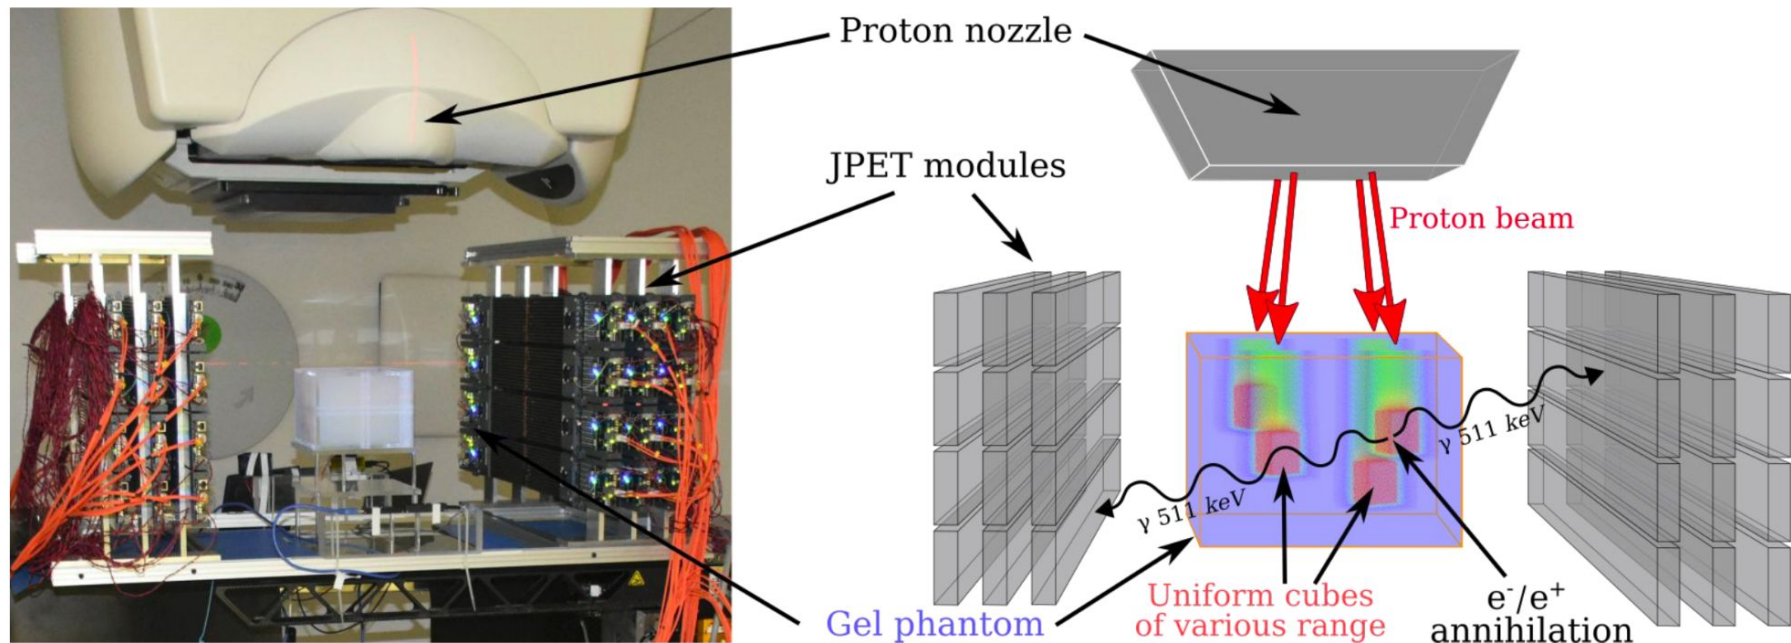 Proton nozzle
JPET modules
Proton beam
γ 511 keV
γ 511 keV
Gel phantom
Uniform cubes
of various range
e⁻/e⁺
annihilation